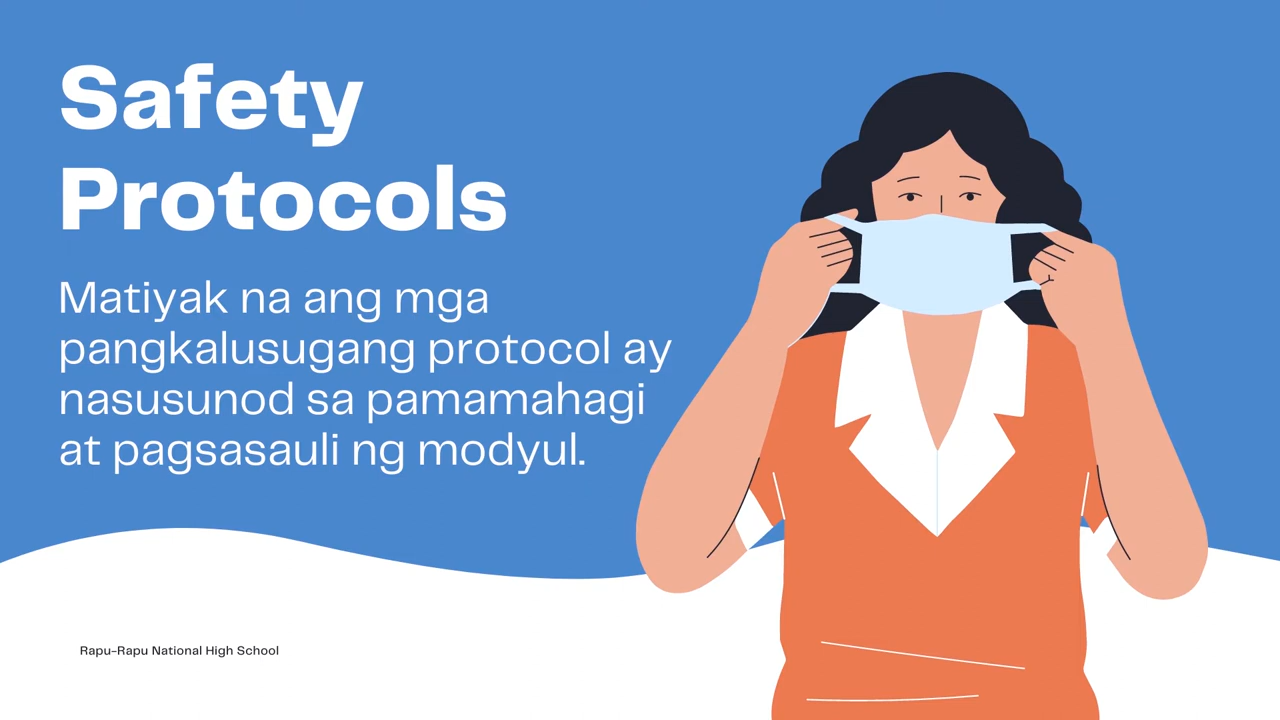 Safety
Protocols
Matiyak na ang mga
pangkalusugang protocol ay
nasusunod sa pamamahagi
at pagsasauli ng modyul.
Rapu-Rapu National High School